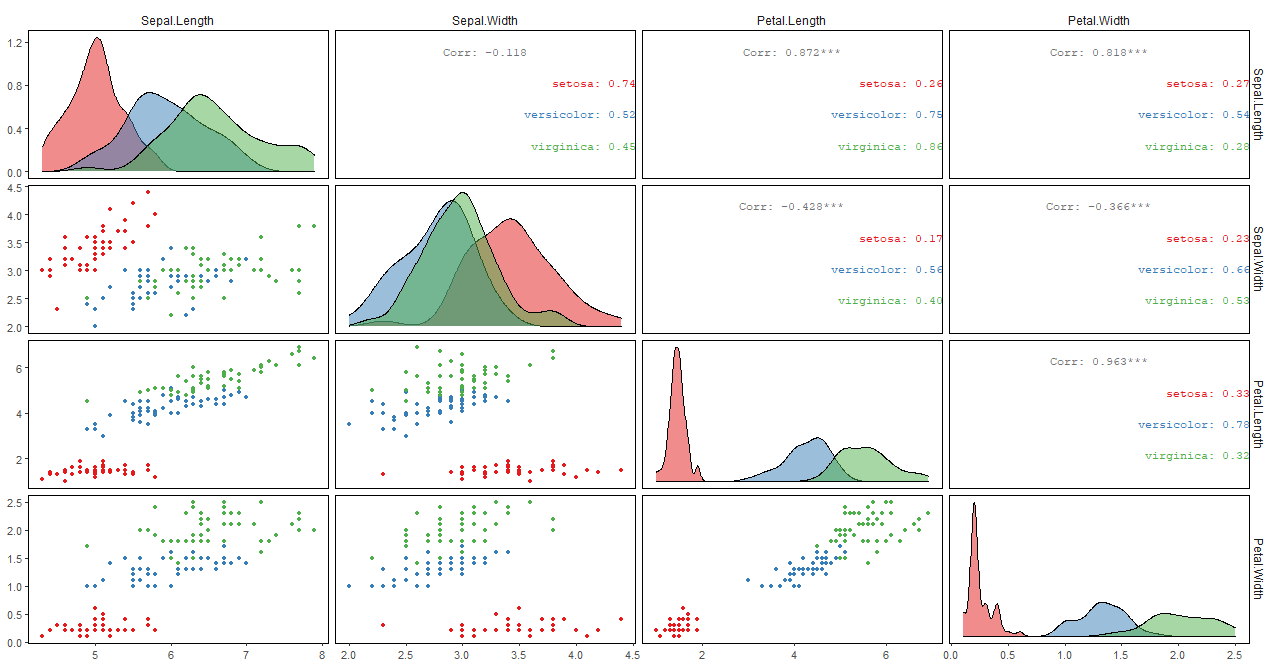 Sepal.Length Sepal.Width Petal.Length Petal.Width
1.2
0.8
0.4
0.0
Corr: -0.118
setosa: 0.74
versicolor: 0.52
virginica: 0.45
Corr: 0.872***
setosa: 0.26
versicolor: 0.75
virginica: 0.86
Corr: 0.818***
setosa: 0.27
versicolor: 0.54
virginica: 0.28
Sepal.Length
4.5
4.0
3.5
3.0
2.5
2.0
Corr: -0.428***
setosa: 0.17
versicolor: 0.56
virginica: 0.40
Corr: -0.366***
setosa: 0.23
versicolor: 0.66
virginica: 0.53
Sepal.Width
6
4
2
Corr: 0.963***
setosa: 0.33
versicolor: 0.78
virginica: 0.32
Petal.Length
2.5
2.0
1.5
1.0
0.5
0.0
Petal.Width
5 6 7 8 2.0 2.5 3.0 3.5 4.0 4.5 2 4 6 0.0 0.5 1.0 1.5 2.0 2.5